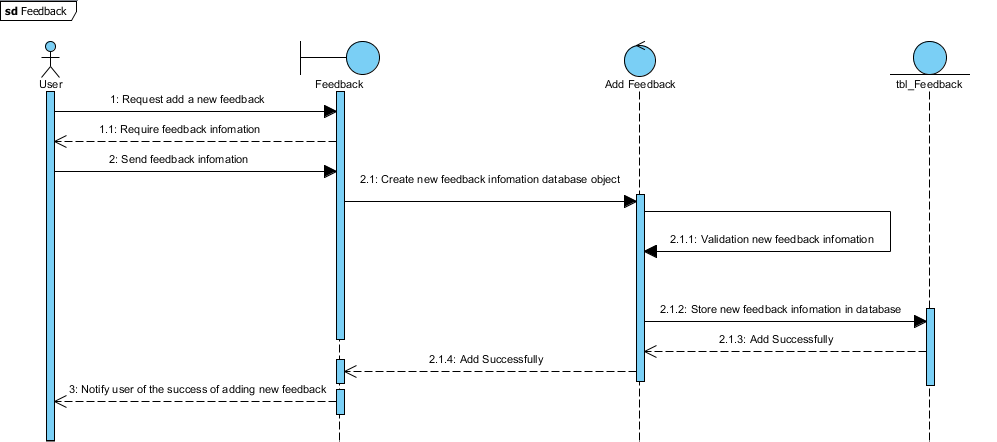 sd Feedback
User
Feedback
Add Feedback
tbl_Feedback
1: Request add a new feedback
1.1: Require feedback infomation
2: Send feedback infomation
2.1: Create new feedback infomation database object
2.1.1: Validation new feedback infomation
2.1.2: Store new feedback infomation in database
2.1.3: Add Successfully
2.1.4: Add Successfully
3: Notify user of the success of adding new feedback